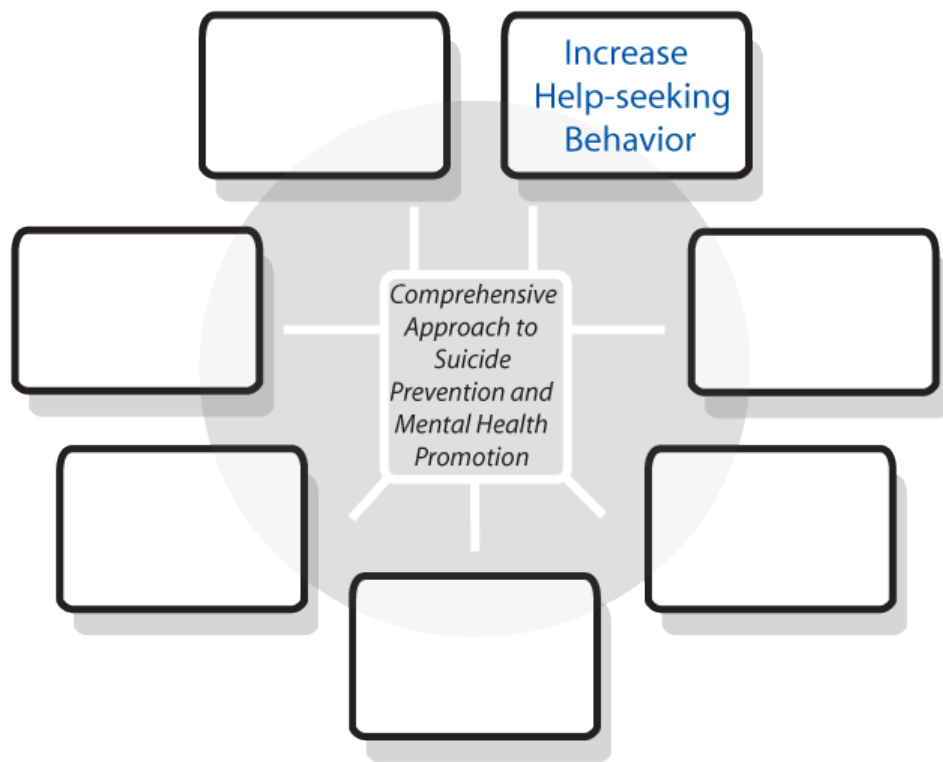 Increase
Help-seeking
Behavior
Comprehensive
Approach to
Suicide
Prevention and
Mental Health
Promotion